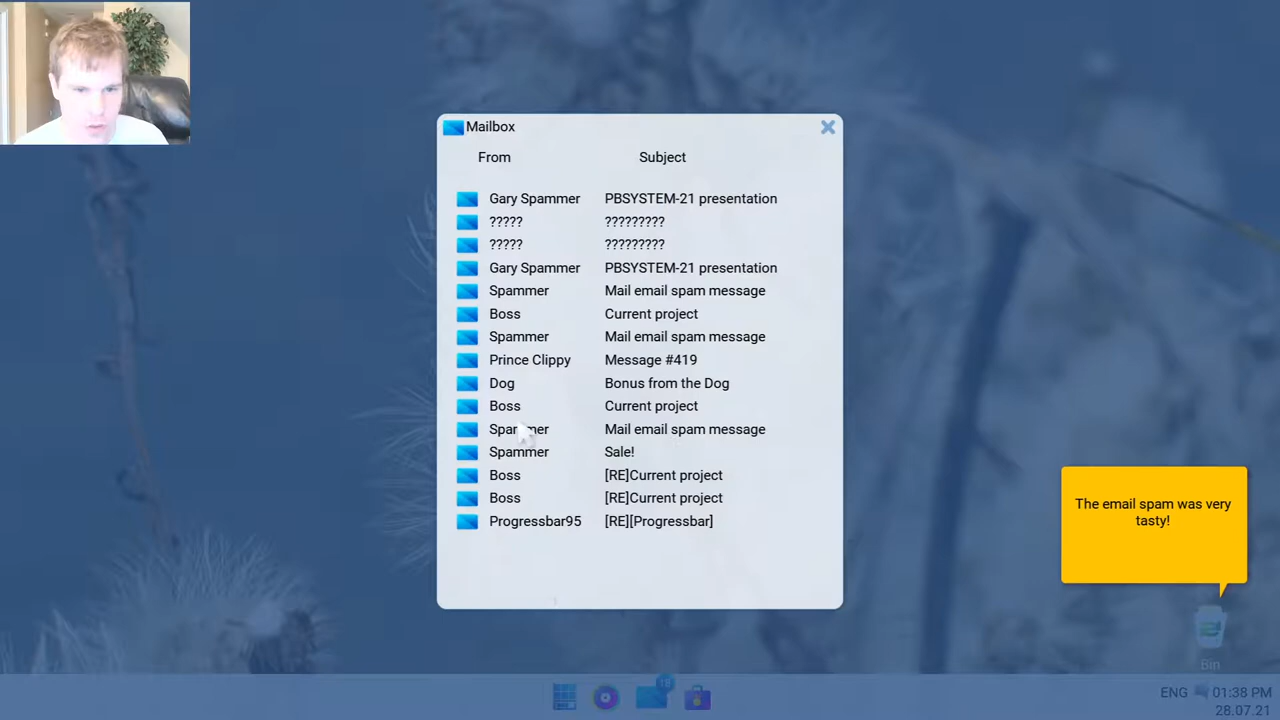 Mailbox
From Subject
Gary Spammer PBSYSTEM-21 presentation
????? ?????????
????? ?????????
Gary Spammer PBSYSTEM-21 presentation
Spammer Mail email spam message
Boss Current project
Spammer Mail email spam message
Prince Clippy Message #419
Dog Bonus from the Dog
Boss Current project
Spammer Mail email spam message
Spammer Sale!
Boss [RE]Current project
Boss [RE]Current project
Progressbar95 [RE][Progressbar]
The email spam was very
tasty!
Bin
18
ENG 01:38 PM
28.07.21